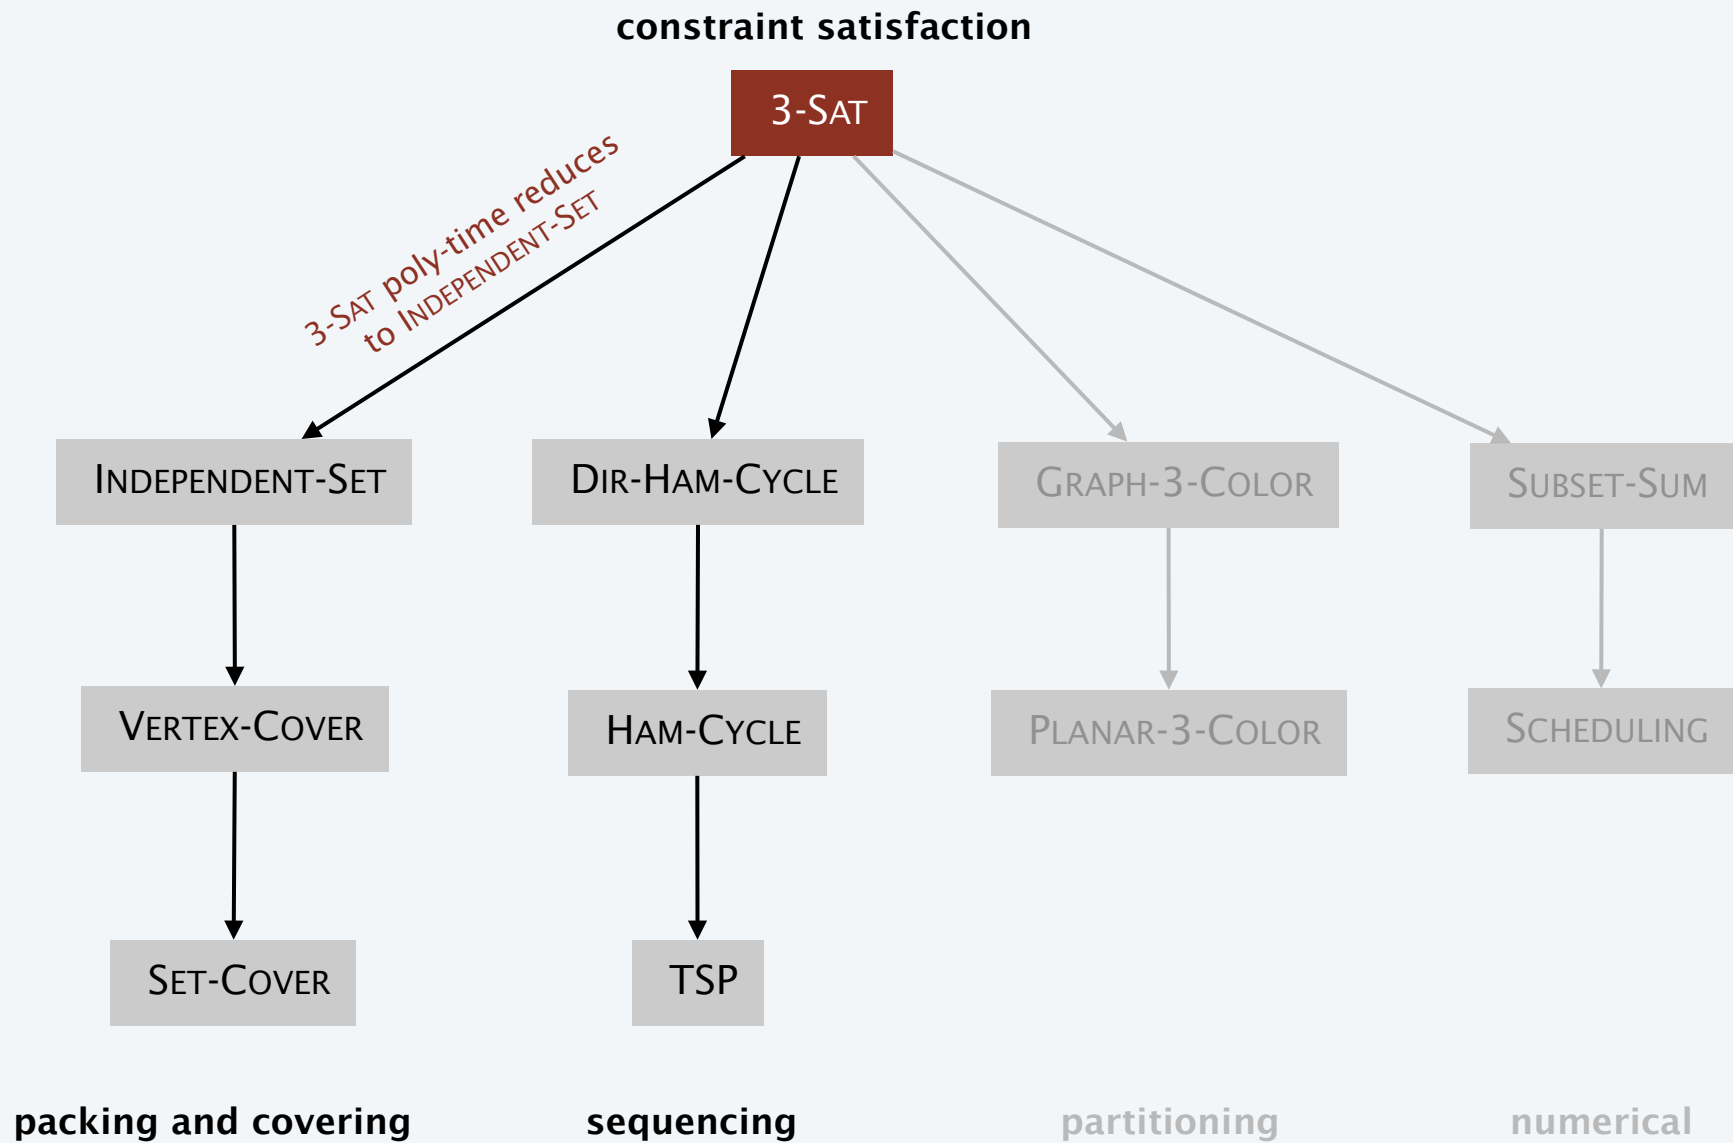 constraint satisfaction
3-SAT
3-SAT poly-time reduces
to INDEPENDENT-SET
INDEPENDENT-SET
DIR-HAM-CYCLE
GRAPH-3-COLOR
SUBSET-SUM
VERTEX-COVER
HAM-CYCLE
PLANAR-3-COLOR
SCHEDULING
SET-COVER
TSP
packing and covering
sequencing
partitioning
numerical